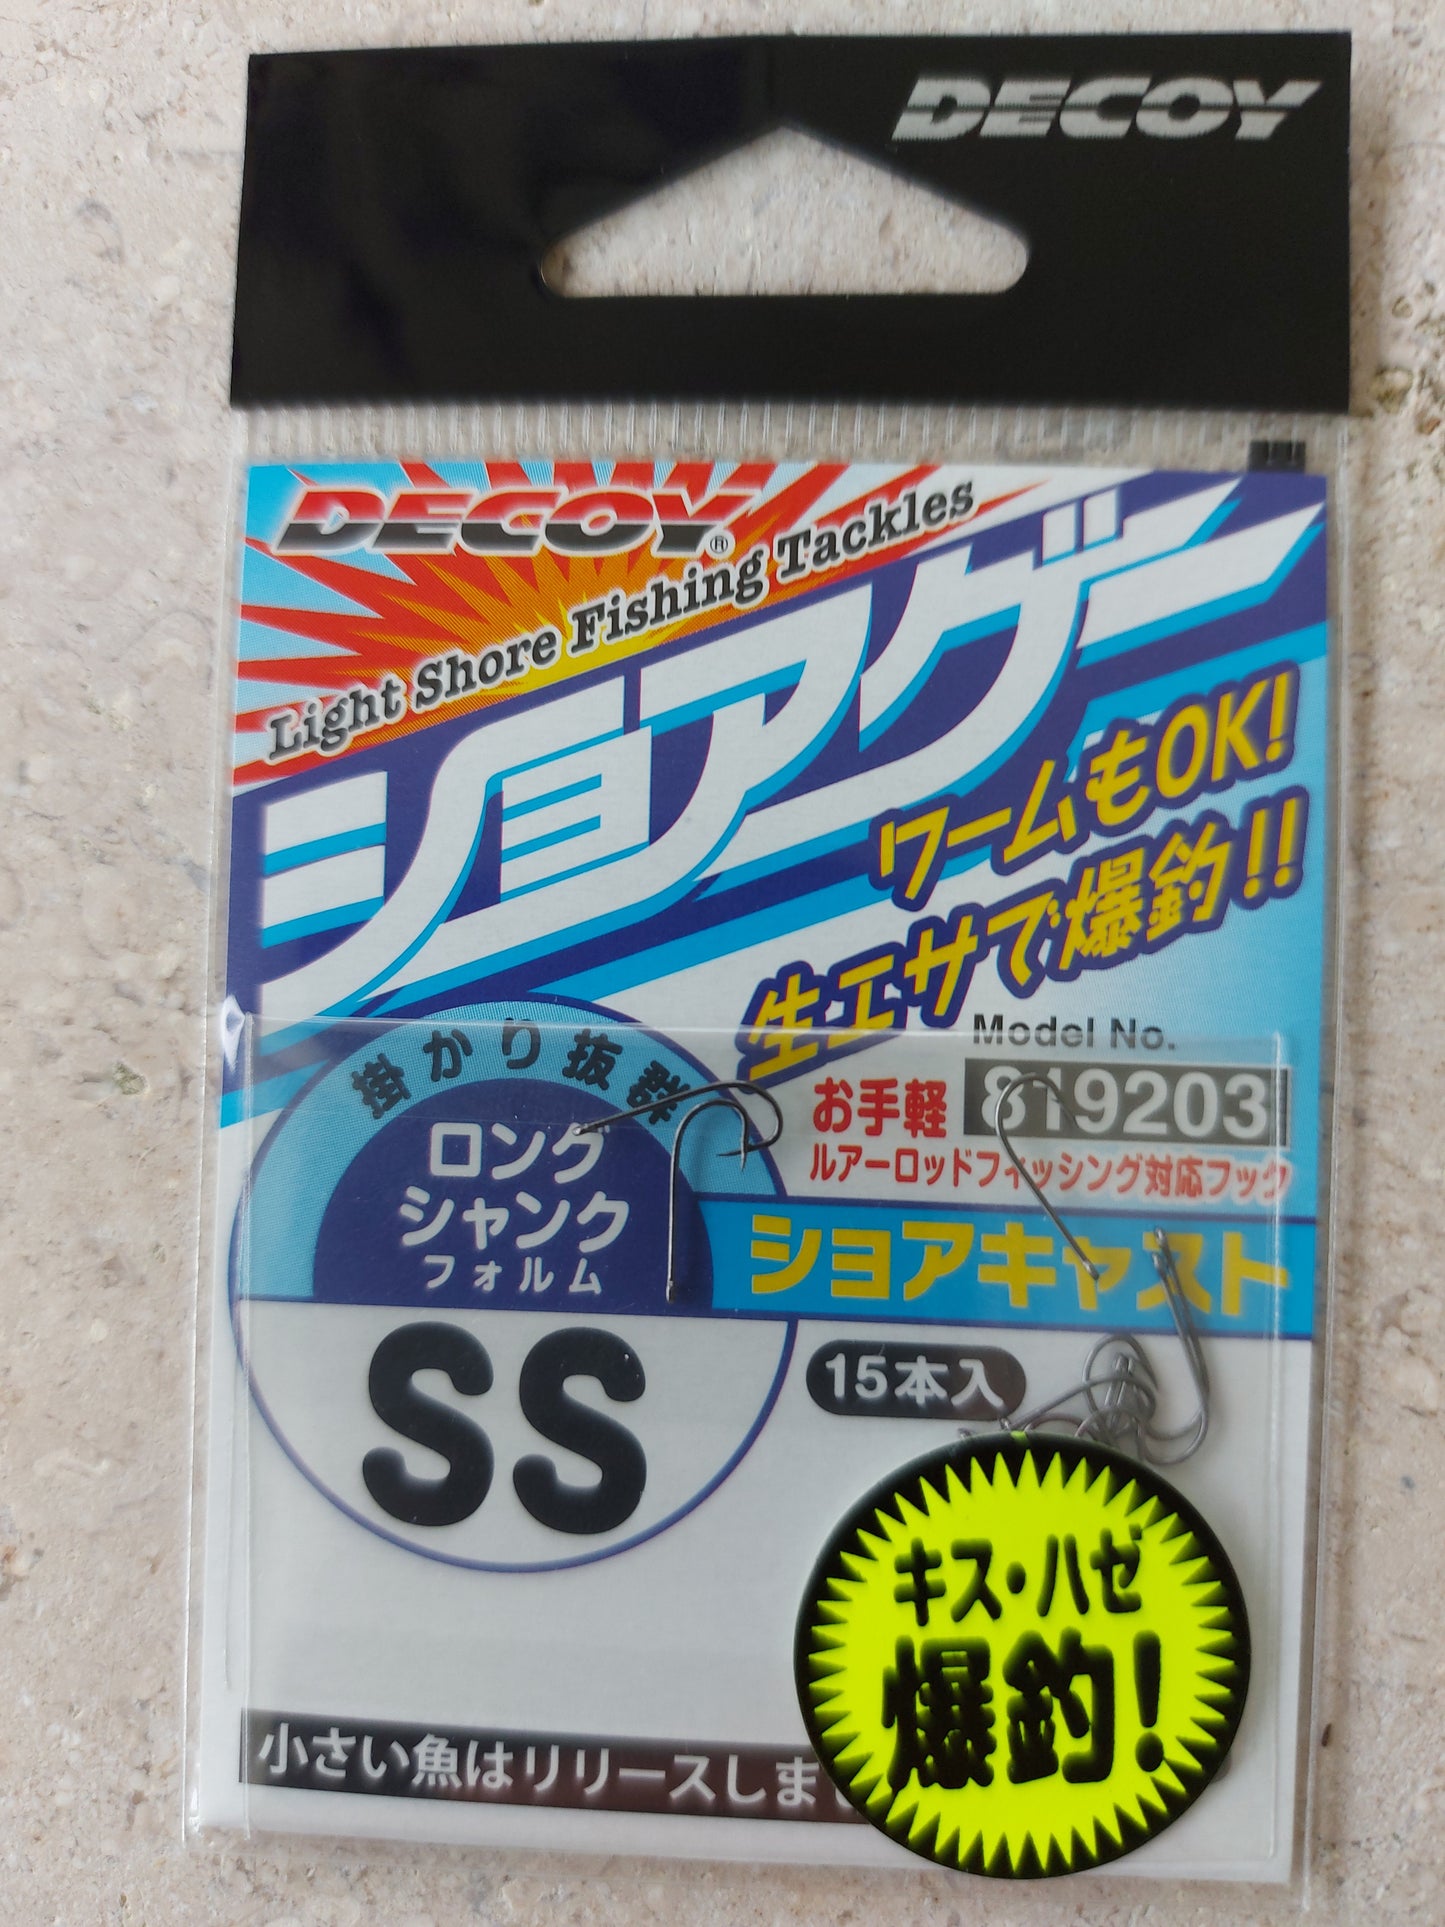 DECOY
DECOY®
Light Shore Fishing Tackles
ショアゲー
ワームもOK!
生エサで爆釣!!
Model No.
819203
お手軽
ルアーロッドフィッシング対応フック
掛かり抜群
ロング
シャンク
フォルム
ショアキャスト
SS
15本入
キス・ハゼ
爆釣!
小さい魚はリリースしま